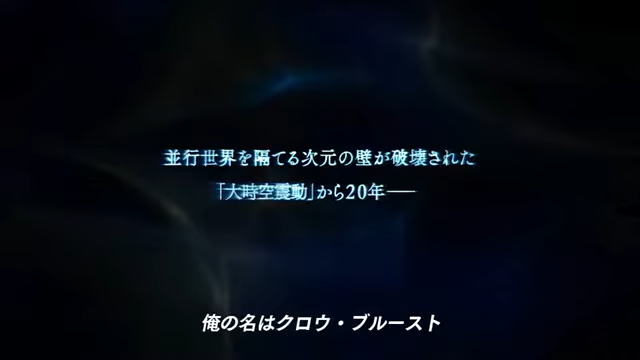 並行世界を隔てる次元の壁が破壊された
「大時空震動」から20年──
俺の名はクロウ・ブルースト